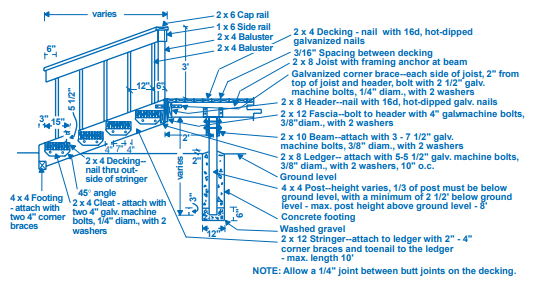 varies
2 x 6 Cap rail
1 x 6 Side rail
2 x 4 Baluster
2 x 4 Baluster
6"
3'
12"
6"
5 1/2"
3"
15"
4"
7"
4"
2'
varies
2"
3"
6"
12"
2 x 4 Decking - nail with 16d, hot-dipped
galvanized nails
3/16" Spacing between decking
2 x 8 Joist with framing anchor at beam
Galvanized corner brace--each side of joist, 2" from
top of joist and header, bolt with 2 1/2' galv.
machine bolts, 1/4" diam., with 2 washers
2 x 8 Header--nail with 16d, hot-dipped galv. nails
2 x 12 Fascia--bolt to header with 4" galvmachine bolts,
3/8"diam., with 2 washers
2 x 10 Beam--attach with 3 - 7 1/2" galv.
machine bolts, 3/8" diam., with 2 washers
2 x 8 Ledger-- attach with 5-5 1/2" galv. machine bolts,
3/8" diam., with 2 washers, 10" o.c.
Ground level
4 x 4 Post--height varies, 1/3 of post must be below
ground level, with a minimum of 2 1/2' below ground
level - max. post height above ground level - 8'
Concrete footing
Washed gravel
2 x 12 Stringer--attach to ledger with 2" - 4"
corner braces and toenail to the ledger
- max. length 10'
2 x 4 Decking--
nail thru out-
side of stringer
45° angle
2 x 4 Cleat - attach with
two 4" galv. machine
bolts, 1/4" diam., with 2
washers
4 x 4 Footing
- attach with
two 4" corner
braces
NOTE: Allow a 1/4" joint between butt joints on the decking.